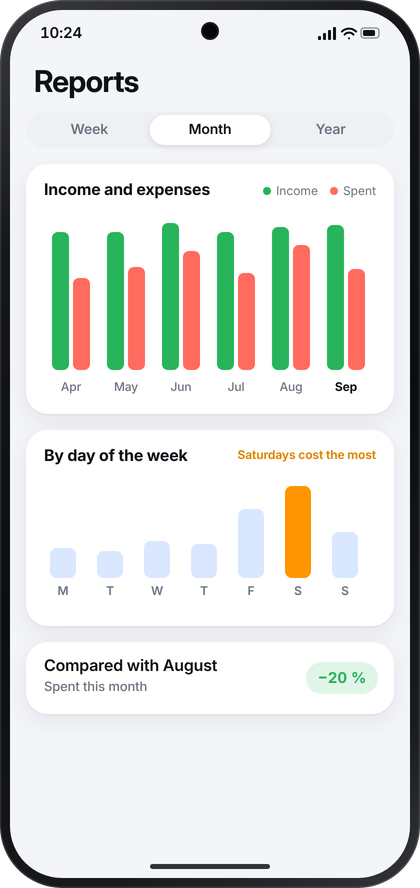 10:24
Reports
Week Month Year
Income and expenses
Income Spent
Apr May Jun Jul Aug Sep
By day of the week
Saturdays cost the most
M T W T F S S
Compared with August
Spent this month
−20 %